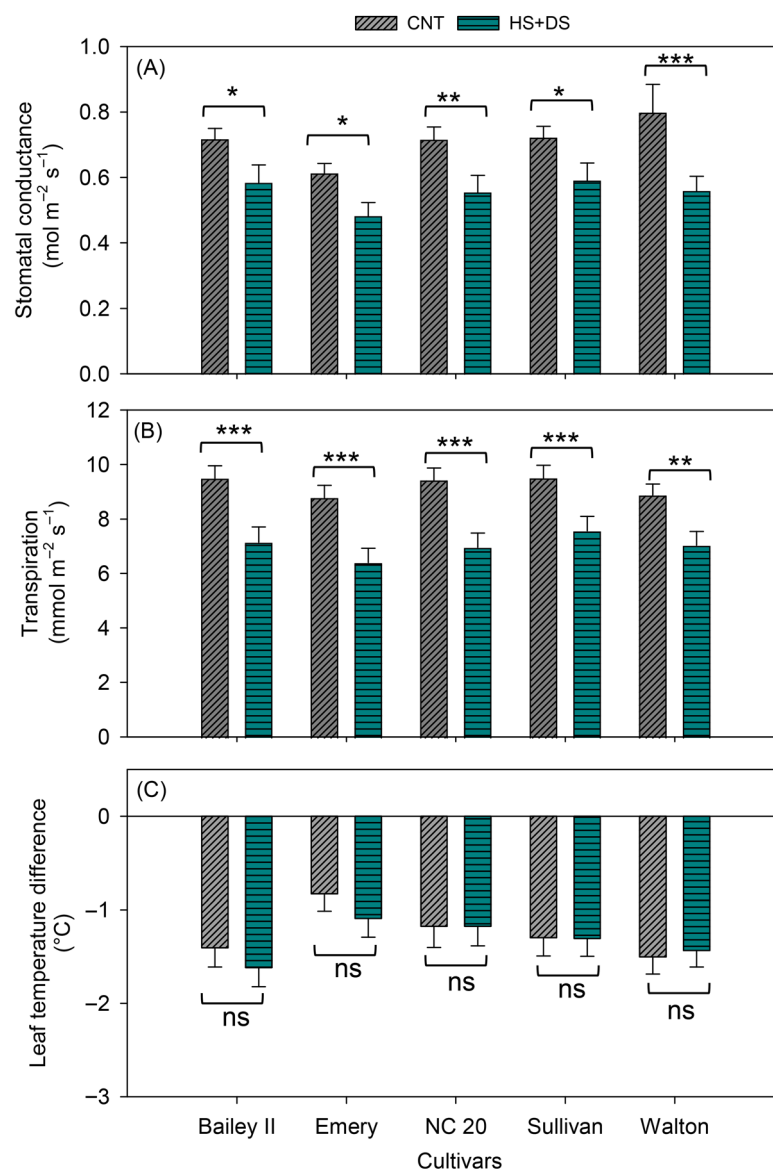 CNT HS+DS
(A)
Stomatal conductance
(mol m⁻² s⁻¹)
1.0
0.8
0.6
0.4
0.2
0.0
* * ** * ***
(B)
Transpiration
(mmol m⁻² s⁻¹)
12
10
8
6
4
2
0
*** *** *** *** **
(C)
Leaf temperature difference
(°C)
0
−1
−2
−3
ns ns ns ns ns
Bailey II Emery NC 20 Sullivan Walton
Cultivars